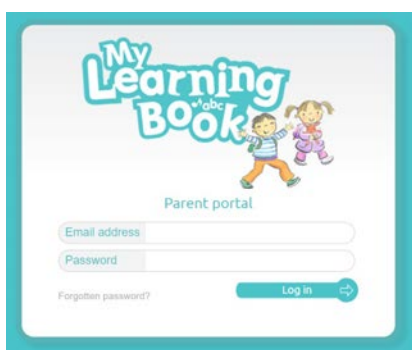 My
Learning
abc
Book
Parent portal
Email address
Password
Forgotten password?
Log in